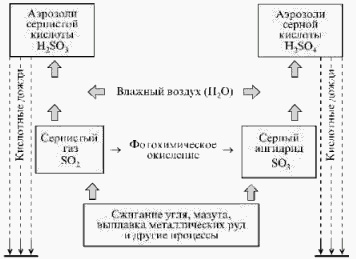 Аэрозоли
сернистой
кислоты
H₂SO₃
Аэрозоли
серной
кислоты
H₂SO₄
Кислотные дожди
Влажный воздух (H₂O)
Кислотные дожди
Сернистый
газ
SO₂
Фотохимическое
окисление
Серный
ангидрид
SO₃
Сжигание угля, мазута,
выплавка металлических руд
и другие процессы